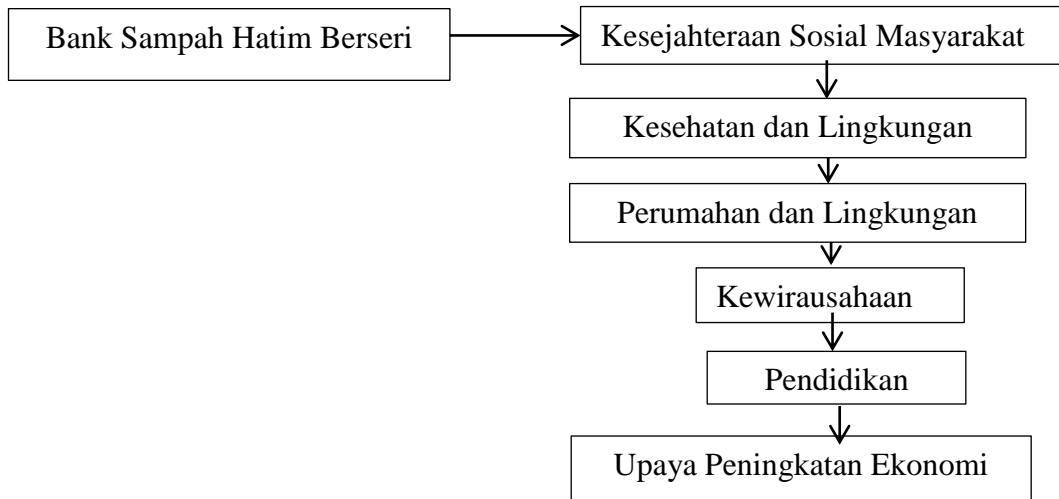 Bank Sampah Hatim Berseri
Kesejahteraan Sosial Masyarakat
Kesehatan dan Lingkungan
Perumahan dan Lingkungan
Kewirausahaan
Pendidikan
Upaya Peningkatan Ekonomi